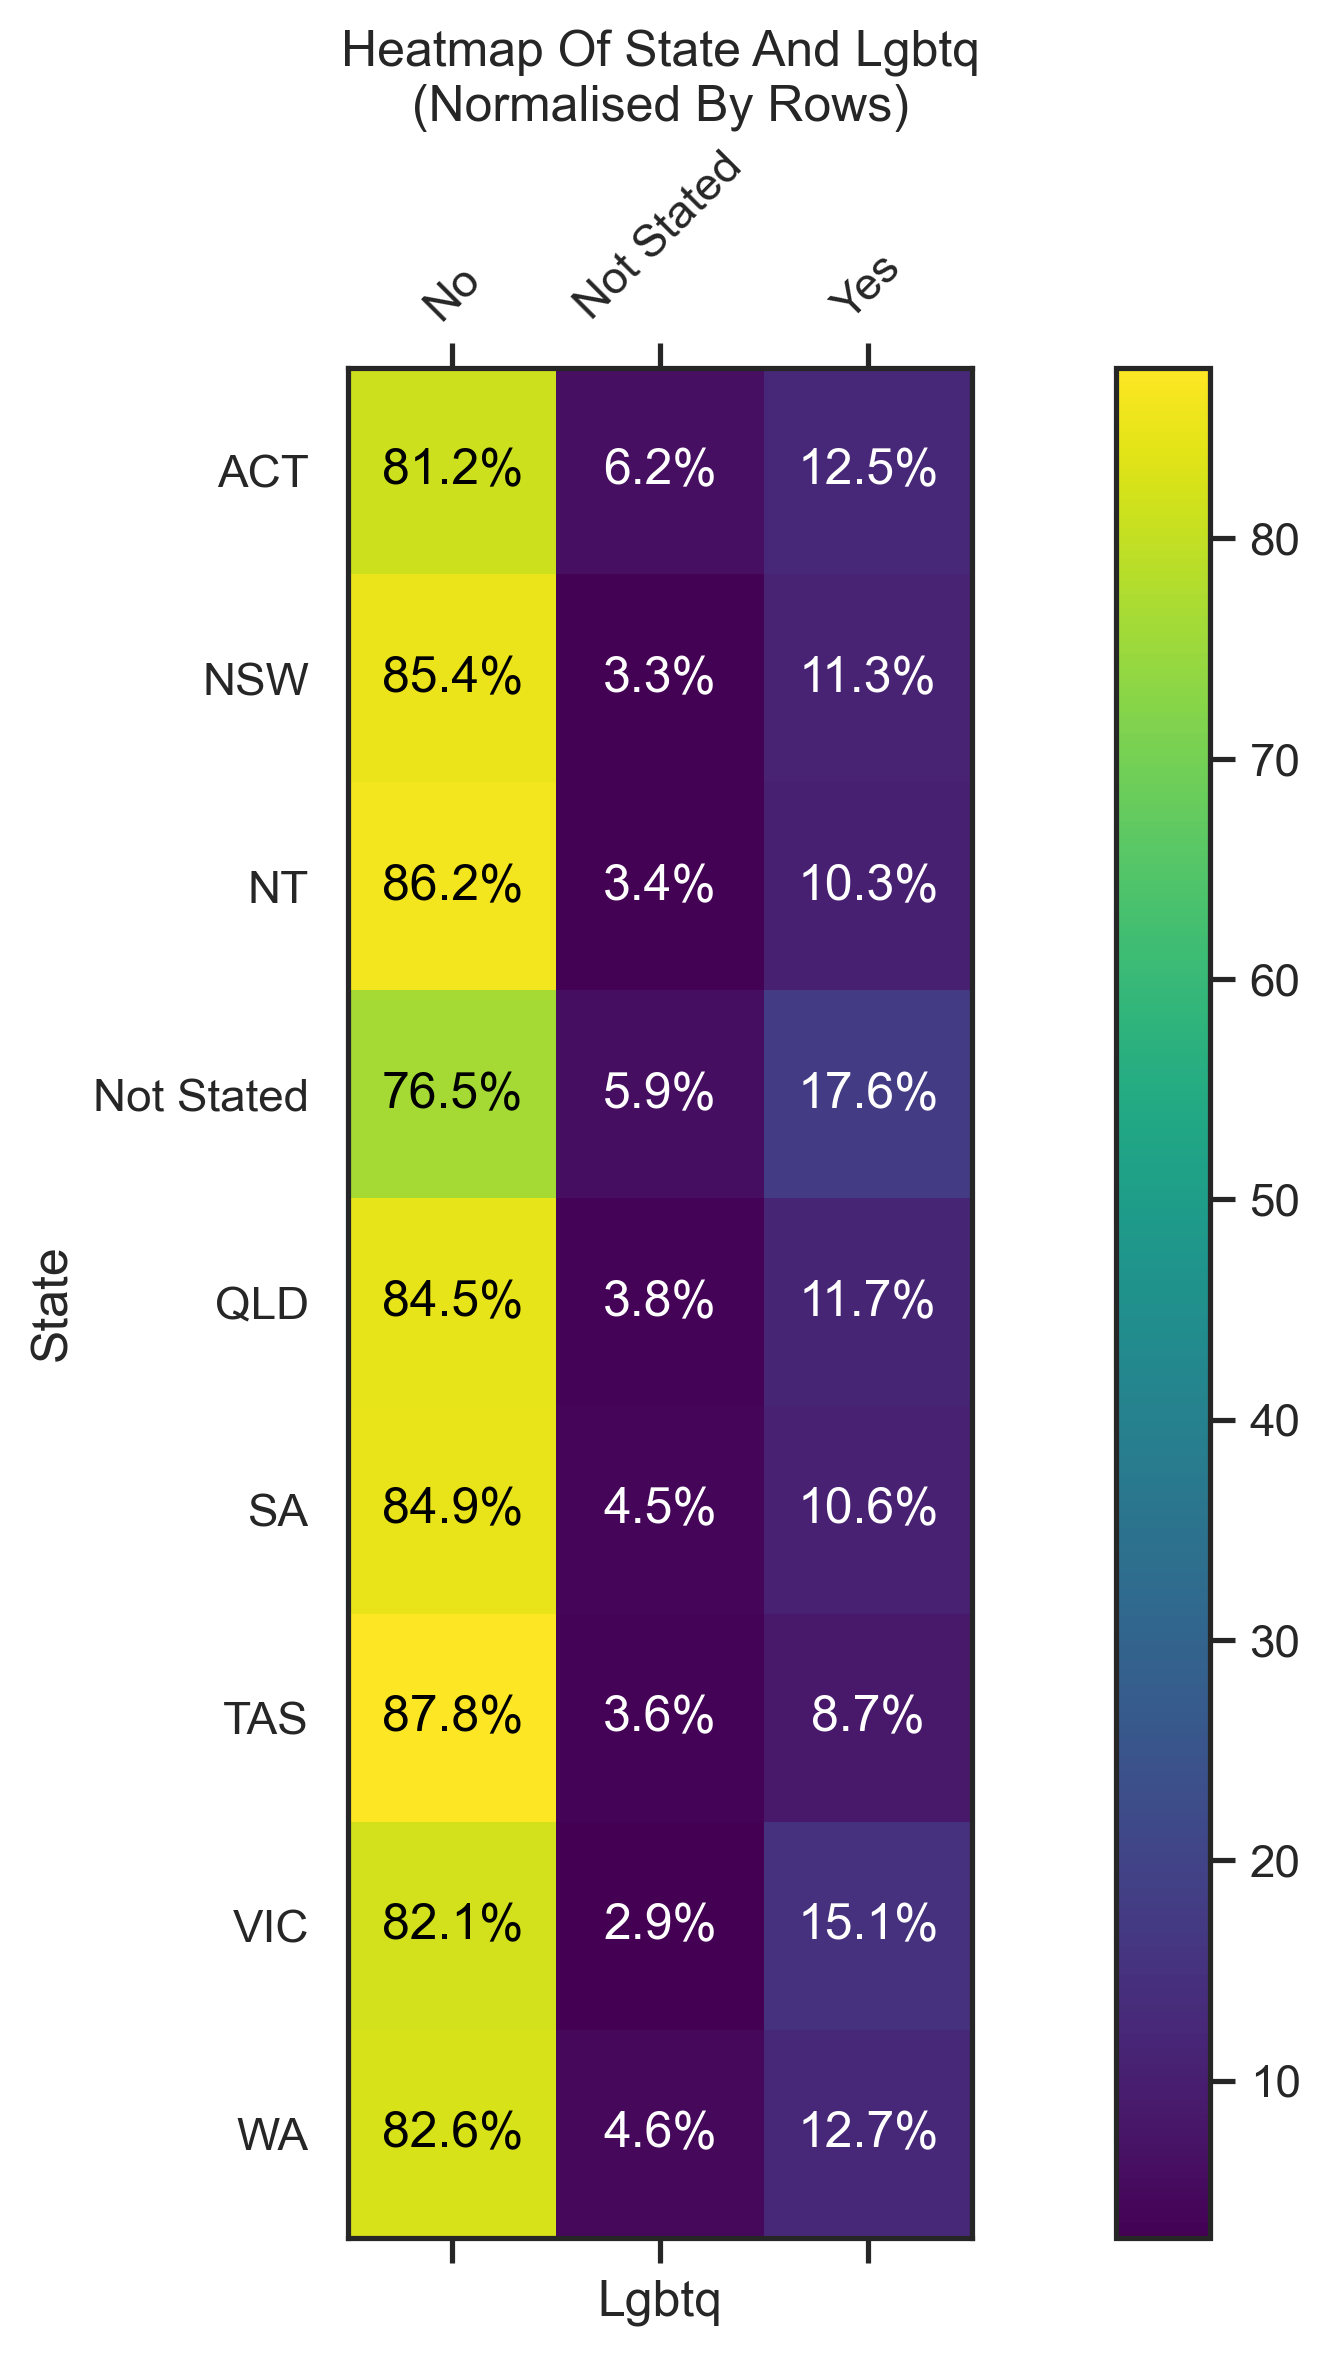 Heatmap Of State And Lgbtq
(Normalised By Rows)
No
Not Stated
Yes
ACT
81.2%
6.2%
12.5%
NSW
85.4%
3.3%
11.3%
NT
86.2%
3.4%
10.3%
Not Stated
76.5%
5.9%
17.6%
QLD
84.5%
3.8%
11.7%
SA
84.9%
4.5%
10.6%
TAS
87.8%
3.6%
8.7%
VIC
82.1%
2.9%
15.1%
WA
82.6%
4.6%
12.7%
State
Lgbtq
80
70
60
50
40
30
20
10